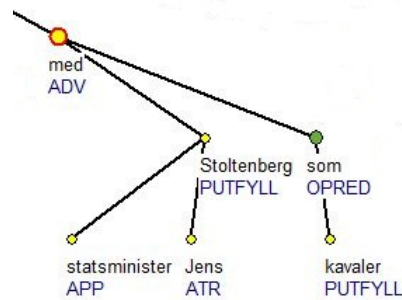 med
ADV
Stoltenberg som
PUTFYLL OPRED
statsminister Jens kavaler
APP ATR PUTFYLL